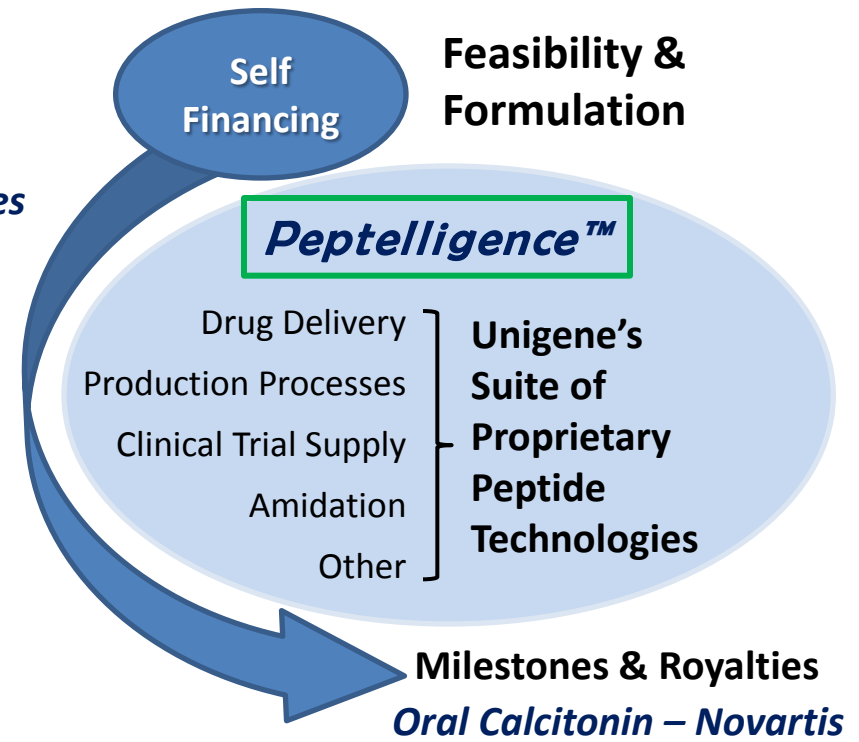 Self
Financing
Feasibility &
Formulation
es
Peptelligence™
Drug Delivery
Production Processes
Clinical Trial Supply
Amidation
Other
Unigene's
Suite of
Proprietary
Peptide
Technologies
Milestones & Royalties
Oral Calcitonin – Novartis